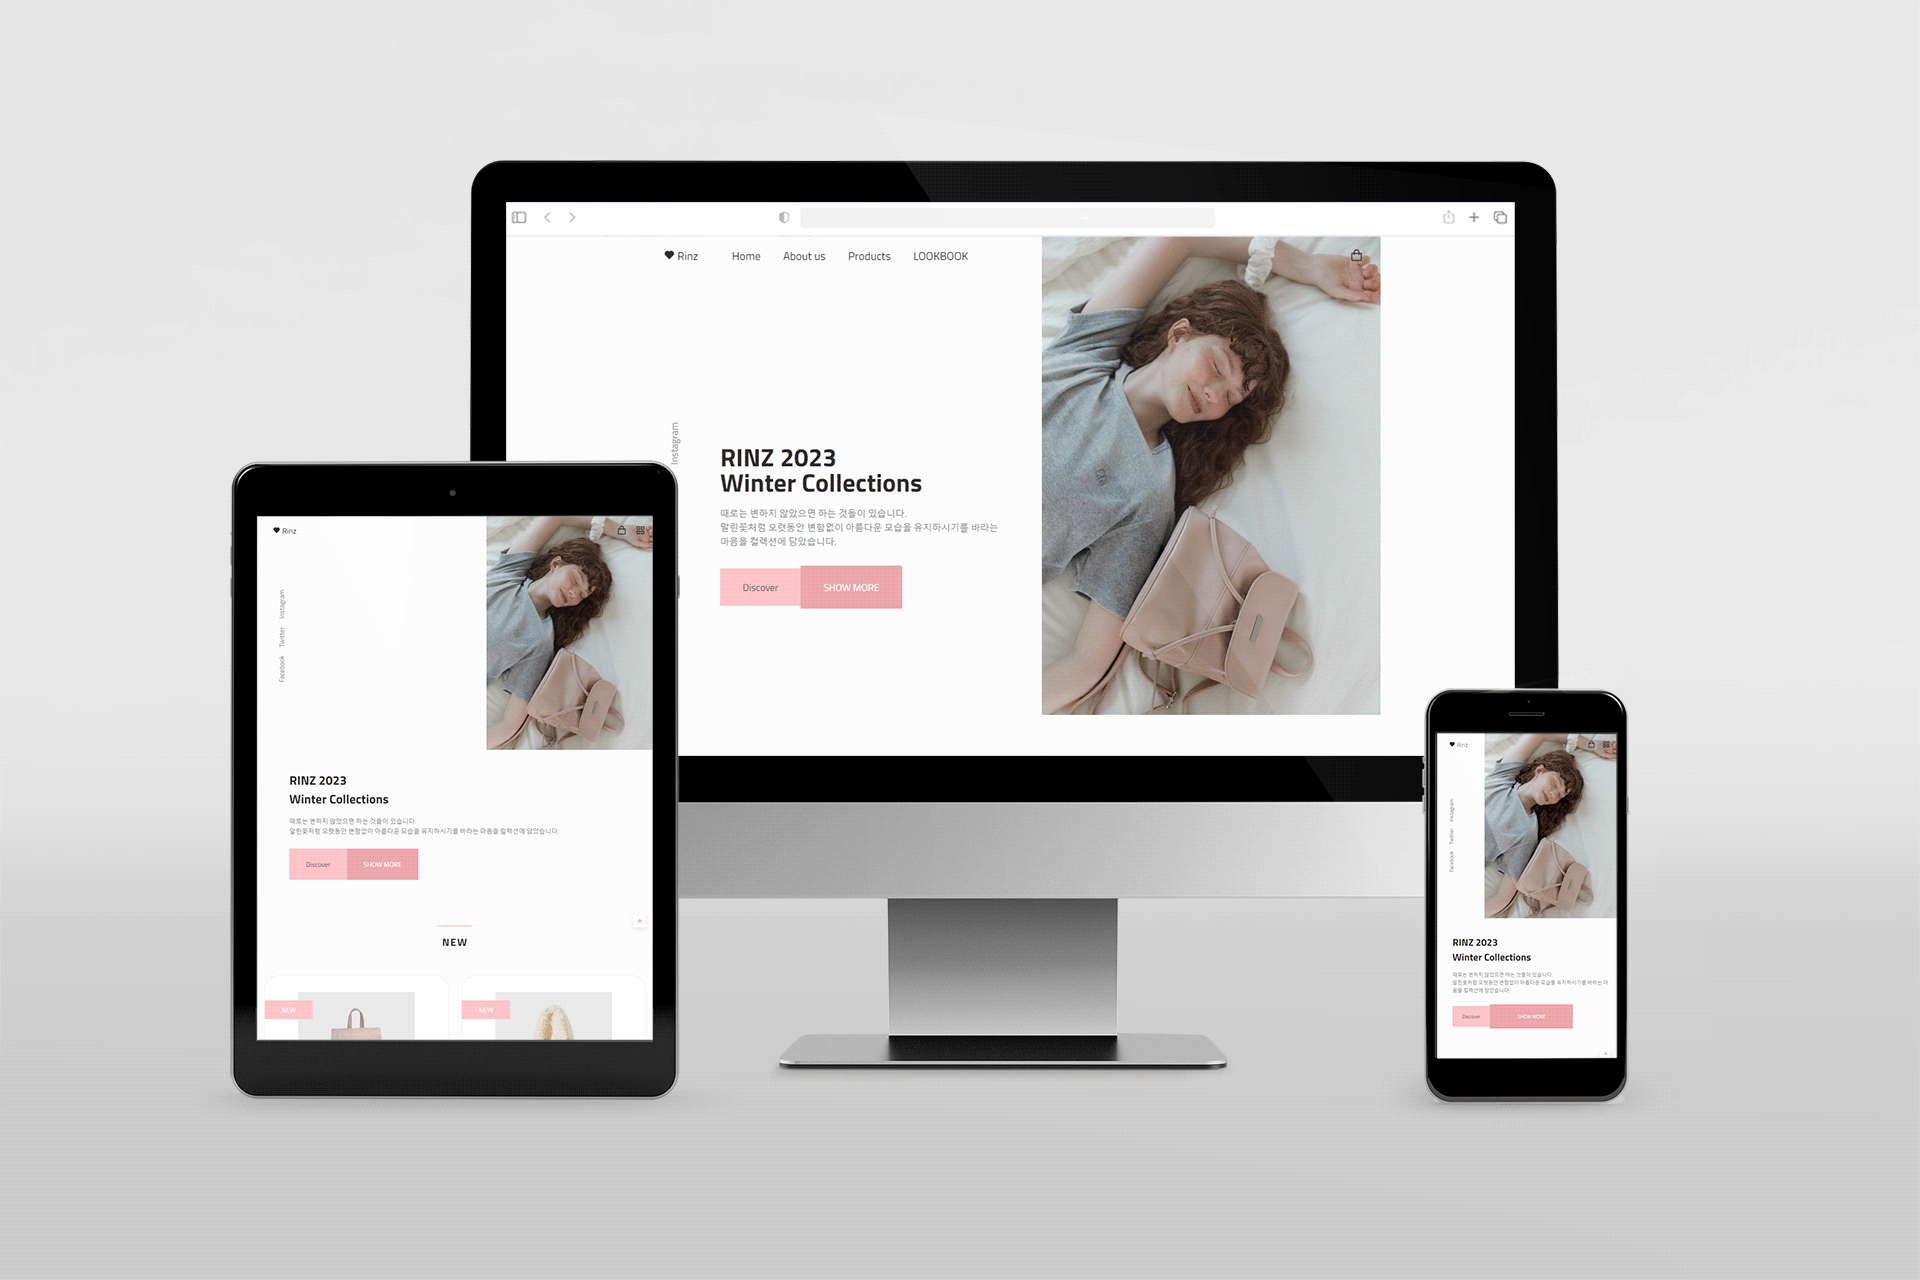 Rinz Home About us Products LOOKBOOK
Instagram
RINZ 2023
Winter Collections
때로는 변하지 않았으면 하는 것들이 있습니다.
말린꽃처럼 오랫동안 변함없이 아름다운 모습을 유지하시기를 바라는
마음을 컬렉션에 담았습니다.
Discover SHOW MORE
Rinz
Instagram
Twitter
Facebook
RINZ 2023
Winter Collections
때로는 변하지 않았으면 하는 것들이 있습니다.
말린꽃처럼 오랫동안 변함없이 아름다운 모습을 유지하시기를 바라는 마음을 컬렉션에 담았습니다.
Discover SHOW MORE
NEW
NEW NEW
Rinz
Instagram
Twitter
Facebook
RINZ 2023
Winter Collections
때로는 변하지 않았으면 하는 것들이 있습니다.
말린꽃처럼 오랫동안 변함없이 아름다운 모습을 유지하시기를 바라는 마
음을 컬렉션에 담았습니다.
Discover SHOW MORE